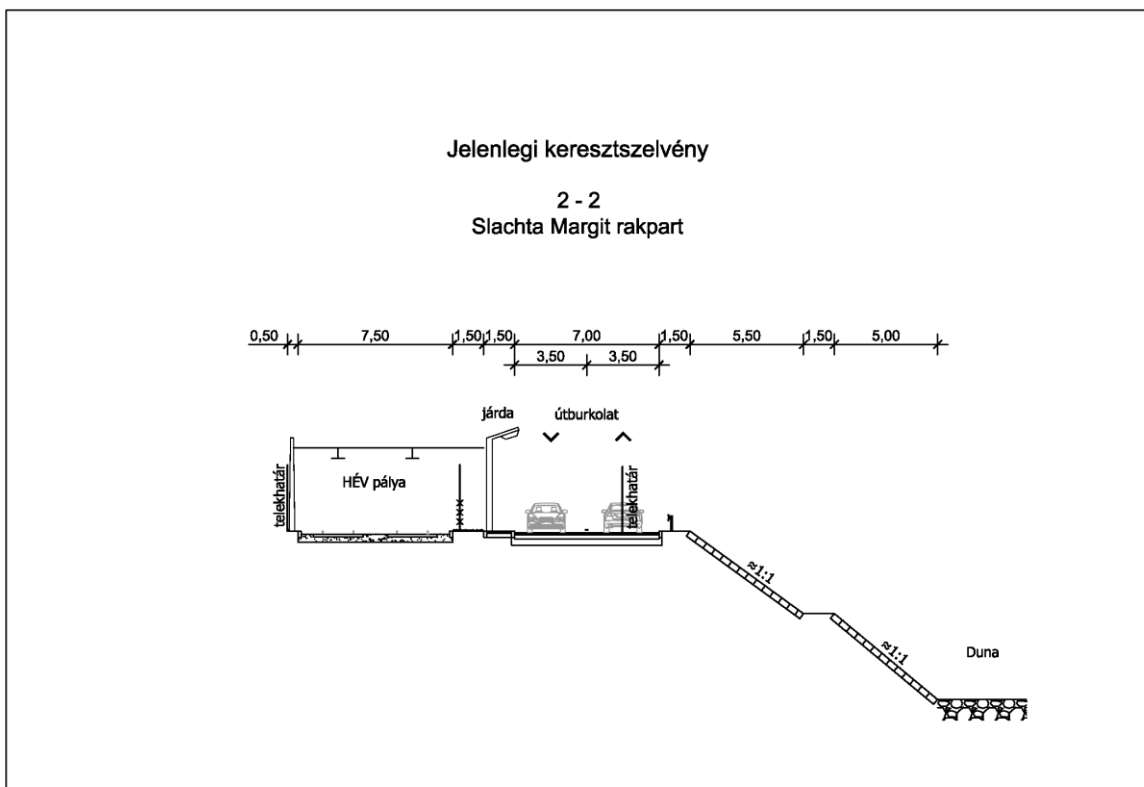 Jelenlegi keresztszelvény
2 - 2
Slachta Margit rakpart
0,50 7,50 1,50 1,50 7,00 1,50 5,50 1,50 5,00
3,50 3,50
járda útburkolat
telekhatár
HÉV pálya
telekhatár
≈1:1
≈1:1
Duna